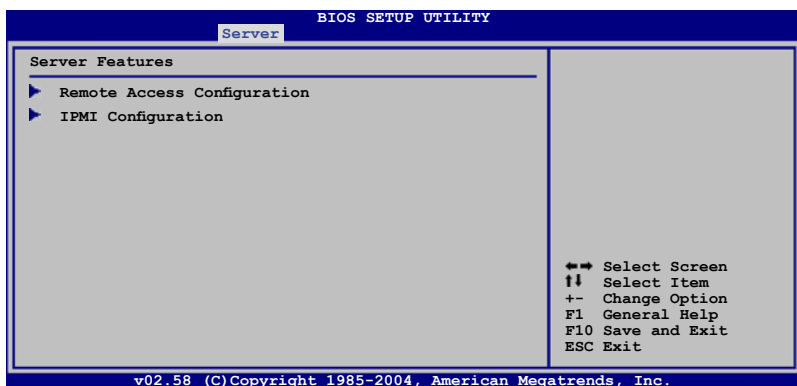 BIOS SETUP UTILITY
Server
Server Features
Remote Access Configuration
IPMI Configuration
Select Screen
Select Item
+- Change Option
F1 General Help
F10 Save and Exit
ESC Exit
v02.58 (C)Copyright 1985-2004, American Megatrends, Inc.